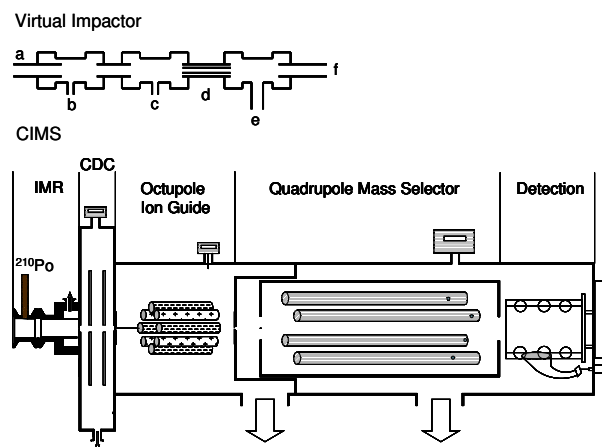 Virtual Impactor
a
f
b
c
d
e
CIMS
CDC
IMR
Octupole
Ion Guide
Quadrupole Mass Selector
Detection
²¹⁰Po